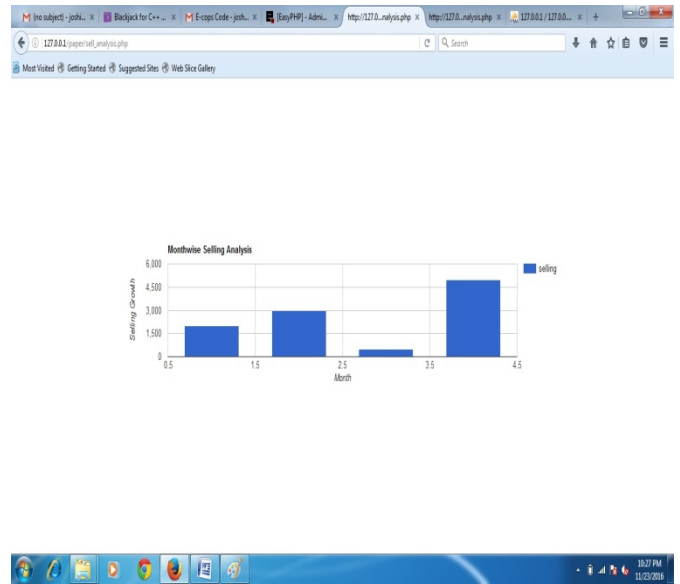 (no subject) - joshi... x
Blackjack for C++ ... x
E-cops Code - josh... x
[EasyPHP] - Admi... x
http://127.0...nalysis.php x
http://127.0...nalysis.php x
127.0.0.1 / 127.0.0... x +
127.0.0.1/paper/sell_analysis.php
Search
Most Visited Getting Started Suggested Sites Web Slice Gallery
Monthwise Selling Analysis
6,000
4,500
3,000
1,500
0
Selling Growth
selling
0.5 1.5 2.5 3.5 4.5
Month
10:27 PM
11/23/2016